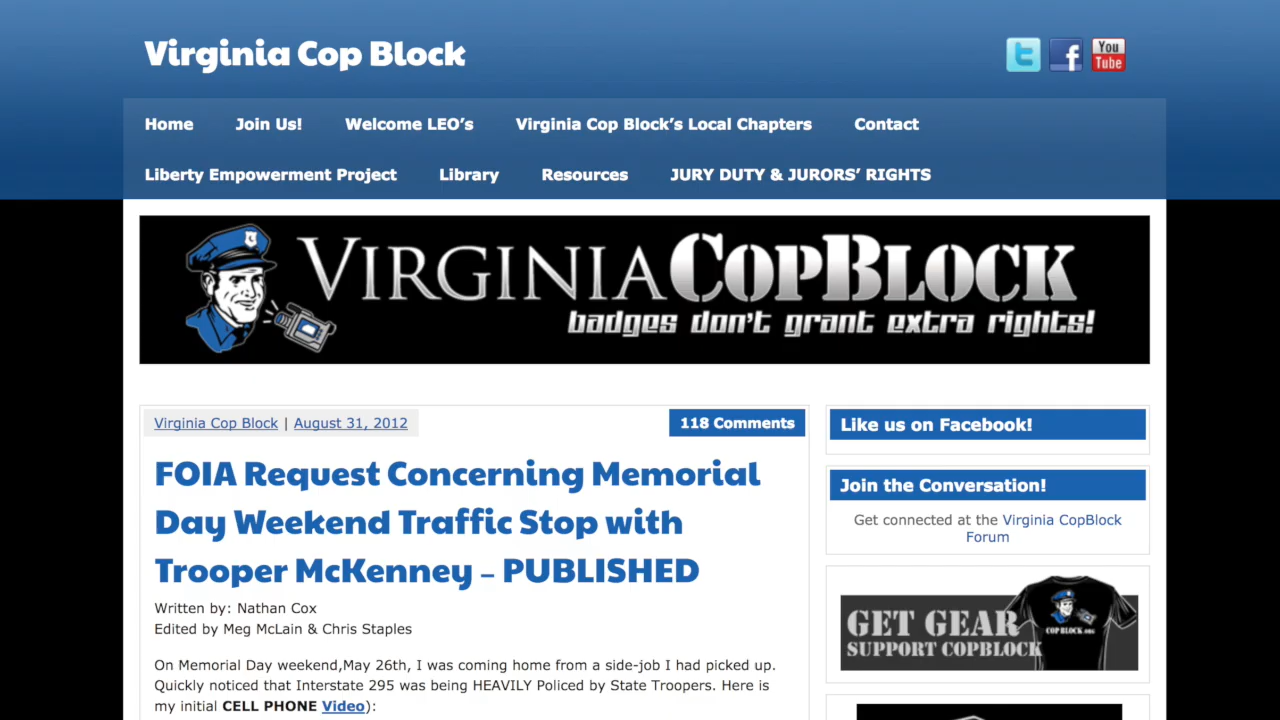 Virginia Cop Block
You
Tube
Home Join Us! Welcome LEO's Virginia Cop Block's Local Chapters Contact
Liberty Empowerment Project Library Resources JURY DUTY & JURORS' RIGHTS
VIRGINIA COPBLOCK
badges don't grant extra rights!
Virginia Cop Block | August 31, 2012
118 Comments
FOIA Request Concerning Memorial
Day Weekend Traffic Stop with
Trooper McKenney – PUBLISHED
Written by: Nathan Cox
Edited by Meg McLain & Chris Staples
On Memorial Day weekend,May 26th, I was coming home from a side-job I had picked up.
Quickly noticed that Interstate 295 was being HEAVILY Policed by State Troopers. Here is
my initial CELL PHONE Video):
Like us on Facebook!
Join the Conversation!
Get connected at the Virginia CopBlock
Forum
GET GEAR
SUPPORT COPBLOCK
COP BLOCK.ORG